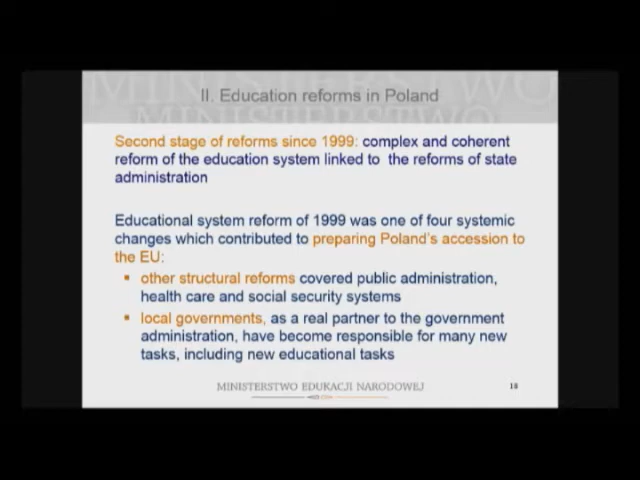 MINISTERSTWO
MINISTERSTWO
II. Education reforms in Poland
Second stage of reforms since 1999: complex and coherent
reform of the education system linked to the reforms of state
administration
Educational system reform of 1999 was one of four systemic
changes which contributed to preparing Poland's accession to
the EU:
other structural reforms covered public administration,
health care and social security systems
local governments, as a real partner to the government
administration, have become responsible for many new
tasks, including new educational tasks
MINISTERSTWO EDUKACJI NARODOWEJ
18